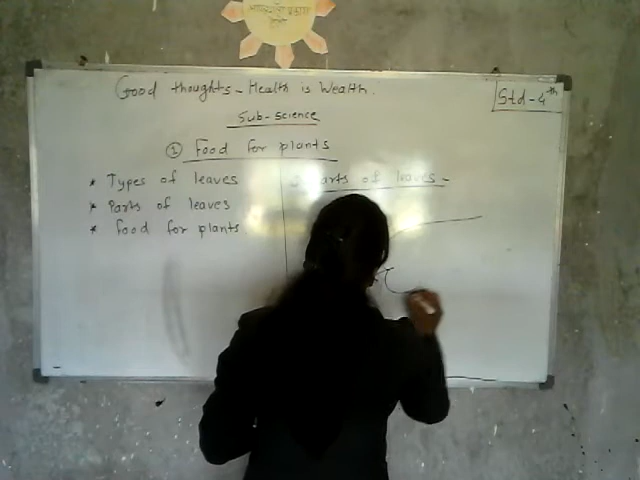 Good thoughts - Health is Wealth.
Std - 4th
Sub-science
① Food for plants
* Types of leaves
* Parts of leaves
* food for plants
Parts of leaves -